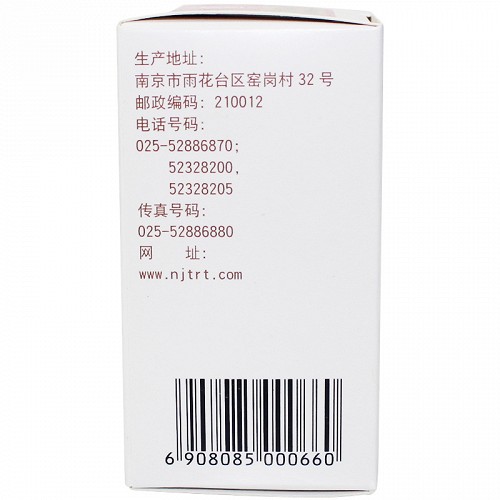 生产地址:
南京市雨花台区窑岗村 32 号
邮政编码: 210012
电话号码:
025-52886870;
52328200,
52328205
传真号码:
025-52886880
网 址:
www.njtrt.com
6 908085 000660